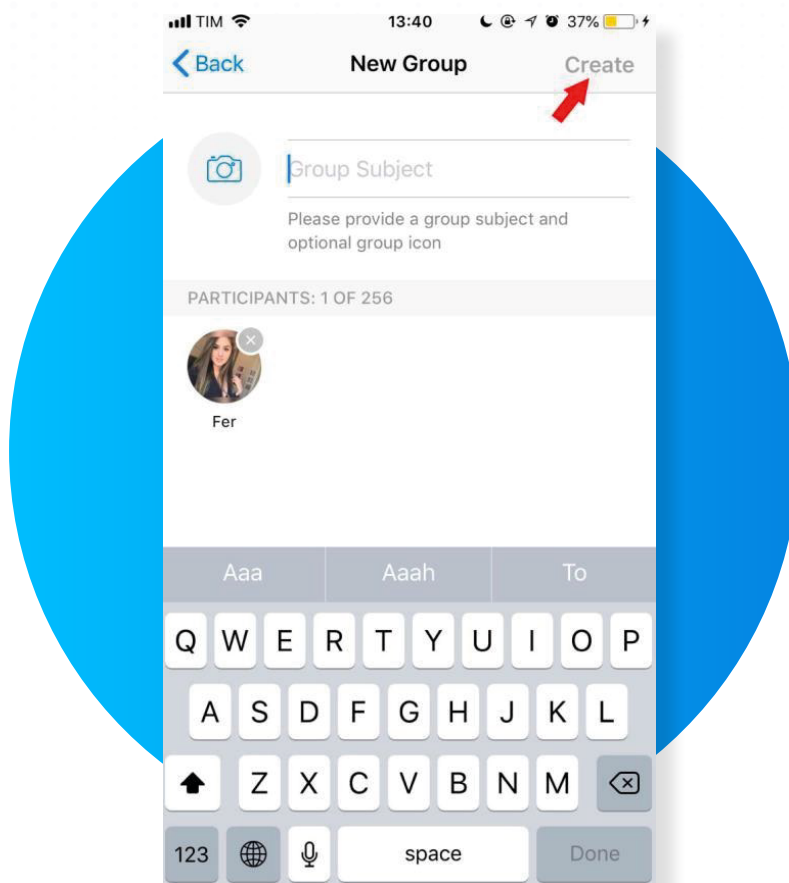 TIM 13:40 37%
Back New Group Create
Group Subject
Please provide a group subject and
optional group icon
PARTICIPANTS: 1 OF 256
Fer
Aaa Aaah To
Q W E R T Y U I O P
A S D F G H J K L
Z X C V B N M
123 space Done